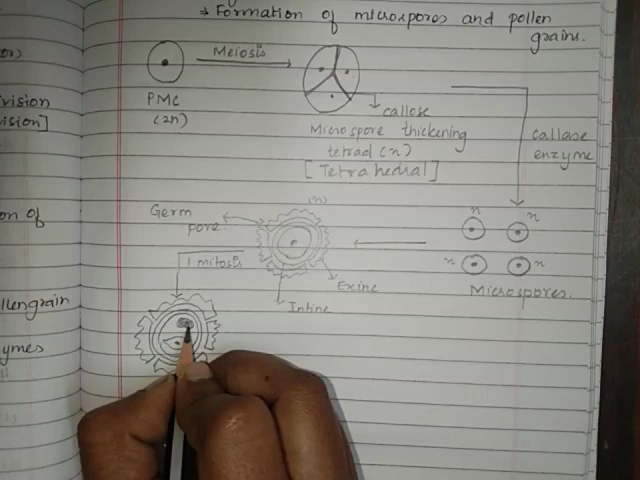 → Formation of microspores and pollen
grains.
Meiosis
PMC
(2n)
callose
Microspore thickening
tetrad (n)
[Tetrahedral]
callase
enzyme
ision]
on of
(n)
Germ
pore
1 mitosis
Exine
Intine
n
n
n
n
Microspores.
llengrain
ymes